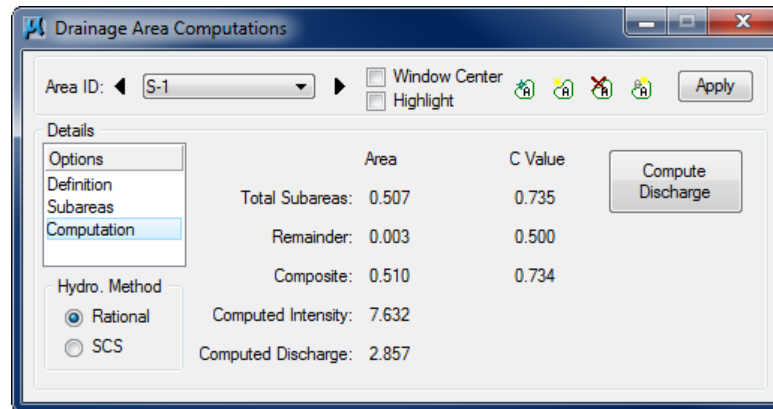 Drainage Area Computations
Area ID: S-1 Window Center Apply
Highlight
Details
Options Area C Value Compute Discharge
Definition
Subareas Total Subareas: 0.507 0.735
Computation Remainder: 0.003 0.500
Composite: 0.510 0.734
Hydro. Method
Rational Computed Intensity: 7.632
SCS Computed Discharge: 2.857